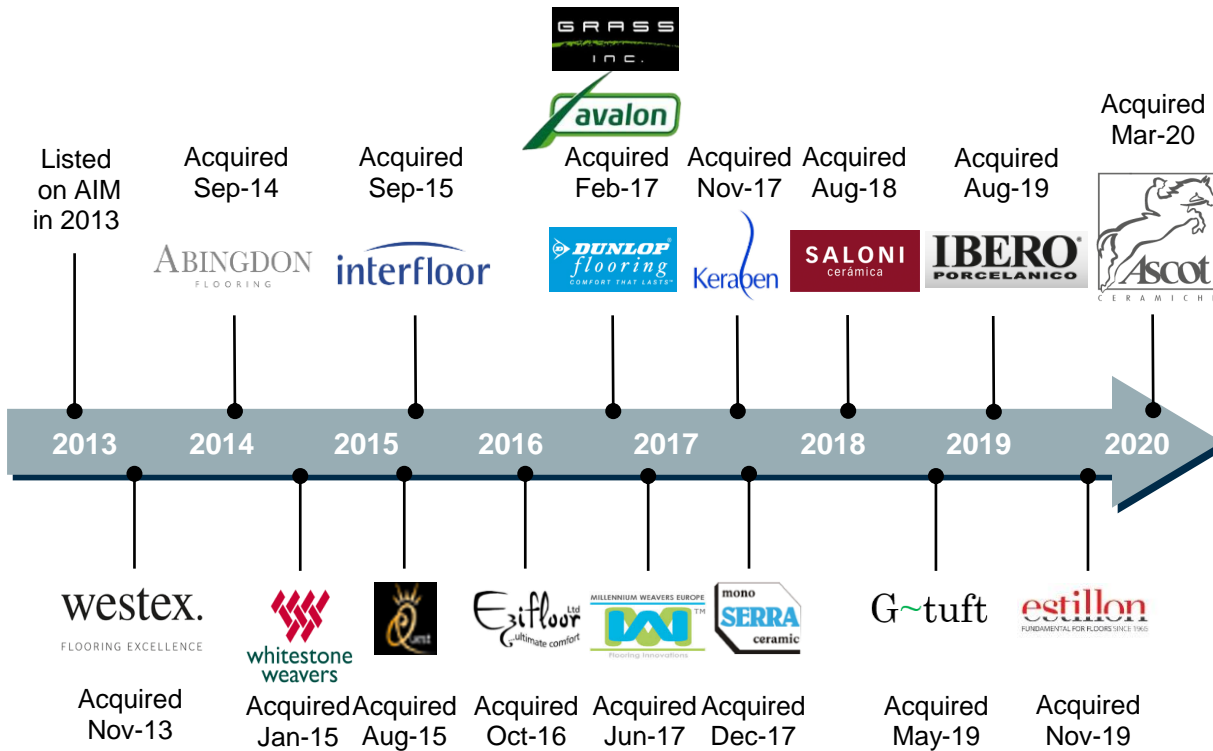 GRASS
INC.
avalon
Listed
on AIM
in 2013
Acquired
Sep-14
ABINGDON
FLOORING
Acquired
Sep-15
interfloor
Acquired
Feb-17
DUNLOP®
flooring
COMFORT THAT LASTS™
Acquired
Nov-17
Keraben
Acquired
Aug-18
SALONI
cerámica
Acquired
Aug-19
IBERO®
PORCELANICO
Acquired
Mar-20
Ascot
CERAMICHE
2013 2014 2015 2016 2017 2018 2019 2020
westex.
FLOORING EXCELLENCE
Acquired
Nov-13
whitestone
weavers
Acquired
Jan-15
Quest
Acquired
Aug-15
Ezifloor Ltd
ultimate comfort
Acquired
Oct-16
MILLENNIUM WEAVERS EUROPE
TM
Flooring Innovations
Acquired
Jun-17
mono
SERRA
ceramic
Acquired
Dec-17
G~tuft
Acquired
May-19
estillon
FUNDAMENTAL FOR FLOORS SINCE 1965
Acquired
Nov-19